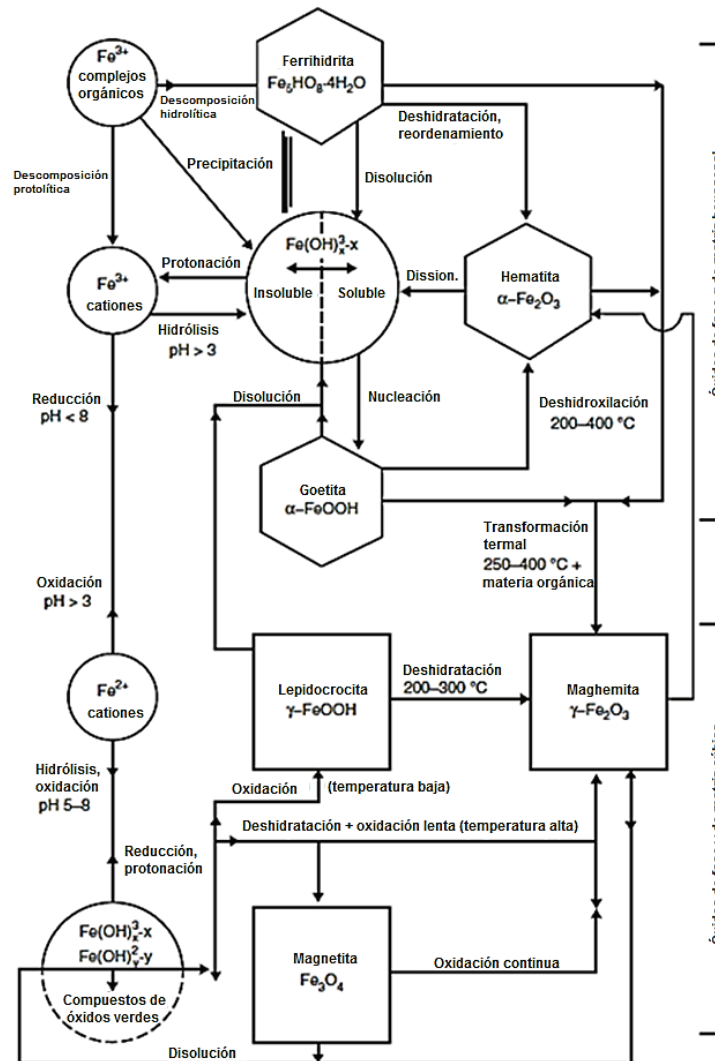 Fe³⁺
complejos
orgánicos
Descomposición
hidrolítica
Ferrihidrita
Fe₅HO₈·4H₂O
Deshidratación,
reordenamiento
Descomposición
protolítica
Precipitación
Disolución
Fe³⁺
cationes
Protonación
Hidrólisis
pH > 3
Fe(OH)ₓ³-x
Insoluble
Soluble
Dission.
Hematita
α–Fe₂O₃
Reducción
pH < 8
Disolución
Nucleación
Deshidroxilación
200–400 °C
Goetita
α–FeOOH
Transformación
termal
250–400 °C +
materia orgánica
Oxidación
pH > 3
Fe²⁺
cationes
Lepidocrocita
γ–FeOOH
Deshidratación
200–300 °C
Maghemita
γ–Fe₂O₃
Hidrólisis,
oxidación
pH 5–8
Oxidación
(temperatura baja)
Deshidratación + oxidación lenta (temperatura alta)
Reducción,
protonación
Fe(OH)ₓ³-x
Fe(OH)ᵧ²-y
Compuestos de
óxidos verdes
Magnetita
Fe₃O₄
Oxidación continua
Disolución